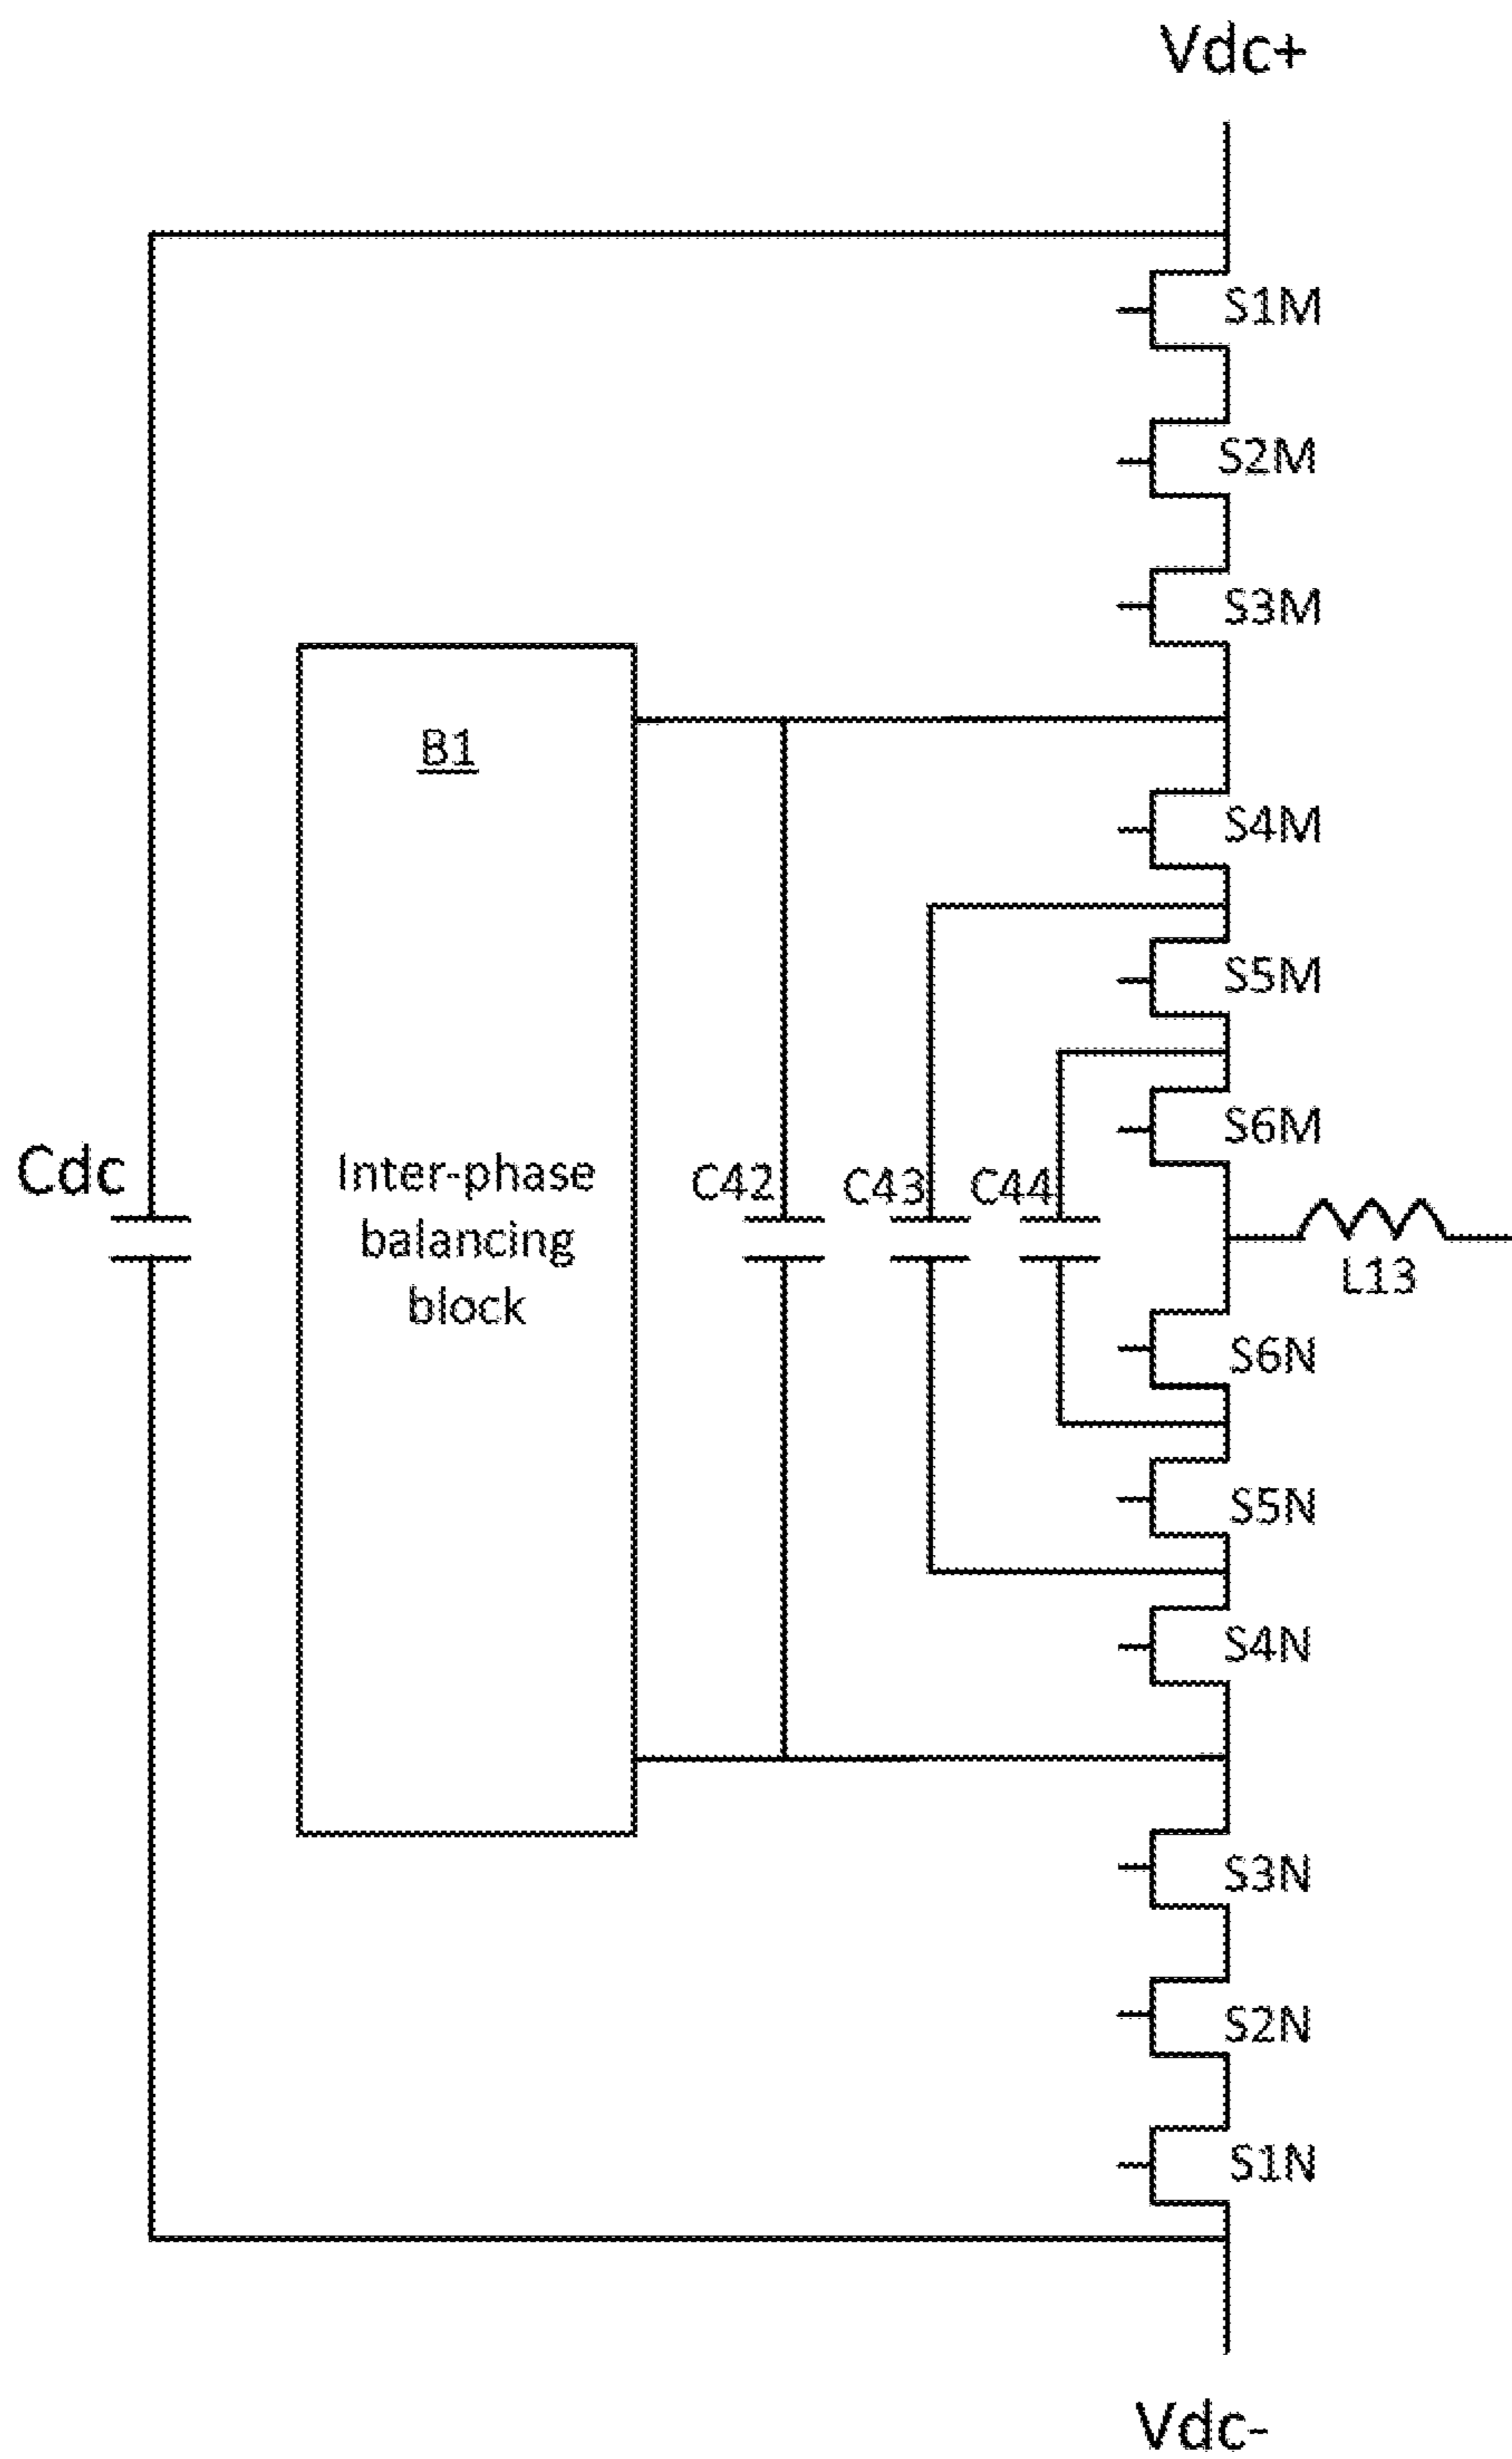 Vdc+
S1M
S2M
S3M
B1
S4M
S5M
S6M
Cdc
Inter-phase
balancing
block
C42
C43
C44
L13
S6N
S5N
S4N
S3N
S2N
S1N
Vdc-